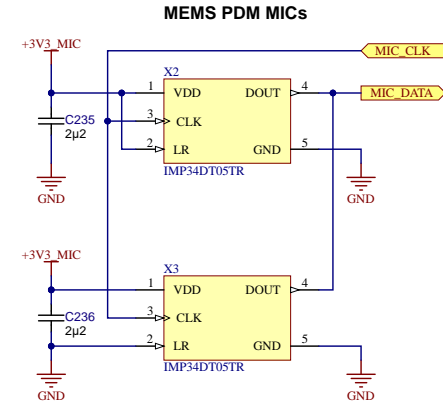 MEMS PDM MICs
+3V3_MIC
MIC_CLK
X2
1 VDD DOUT 4
MIC_DATA
C235
2µ2
3 CLK
2 LR GND 5
IMP34DT05TR
GND
GND
+3V3_MIC
X3
1 VDD DOUT 4
C236
2µ2
3 CLK
2 LR GND 5
IMP34DT05TR
GND
GND